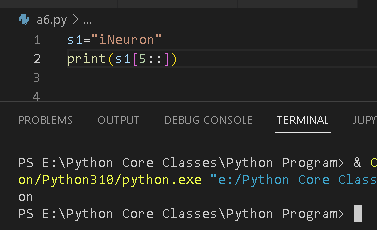 a6.py > ...
1 s1="iNeuron"
2 print(s1[5::])
3
4
PROBLEMS OUTPUT DEBUG CONSOLE TERMINAL JUPY
PS E:\Python Core Classes\Python Program> & C
on/Python310/python.exe "e:/Python Core Class
on
PS E:\Python Core Classes\Python Program>